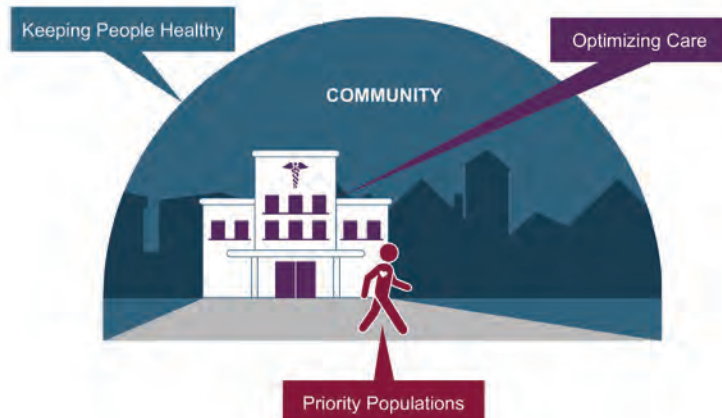 Keeping People Healthy
Optimizing Care
COMMUNITY
Priority Populations